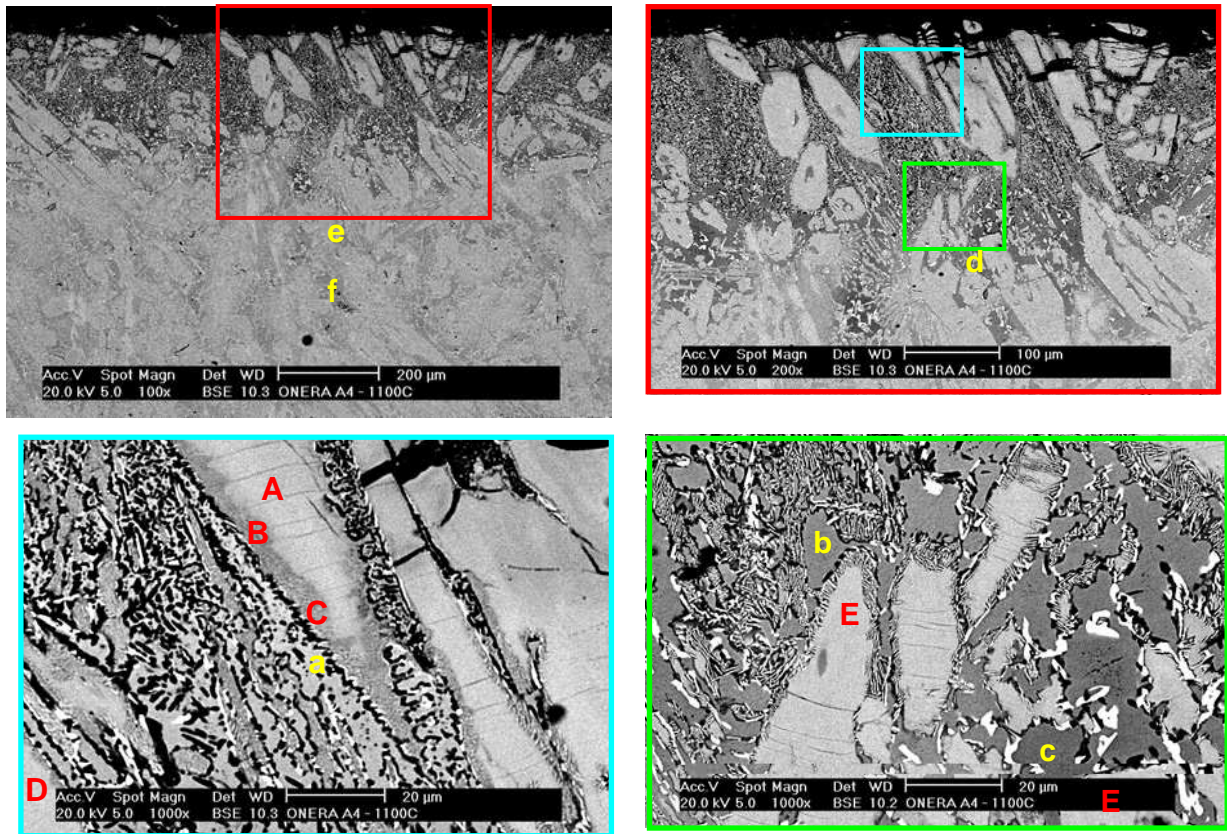 e
f
Acc.V Spot Magn Det WD 200 µm
20.0 kV 5.0 100x BSE 10.3 ONERA A4 - 1100C
d
Acc.V Spot Magn Det WD 100 µm
20.0 kV 5.0 200x BSE 10.3 ONERA A4 - 1100C
A
B
C
a
D
Acc.V Spot Magn Det WD 20 µm
20.0 kV 5.0 1000x BSE 10.3 ONERA A4 - 1100C
b
E
c
Acc.V Spot Magn Det WD 20 µm
20.0 kV 5.0 1000x BSE 10.2 ONERA A4 - 1100C
E